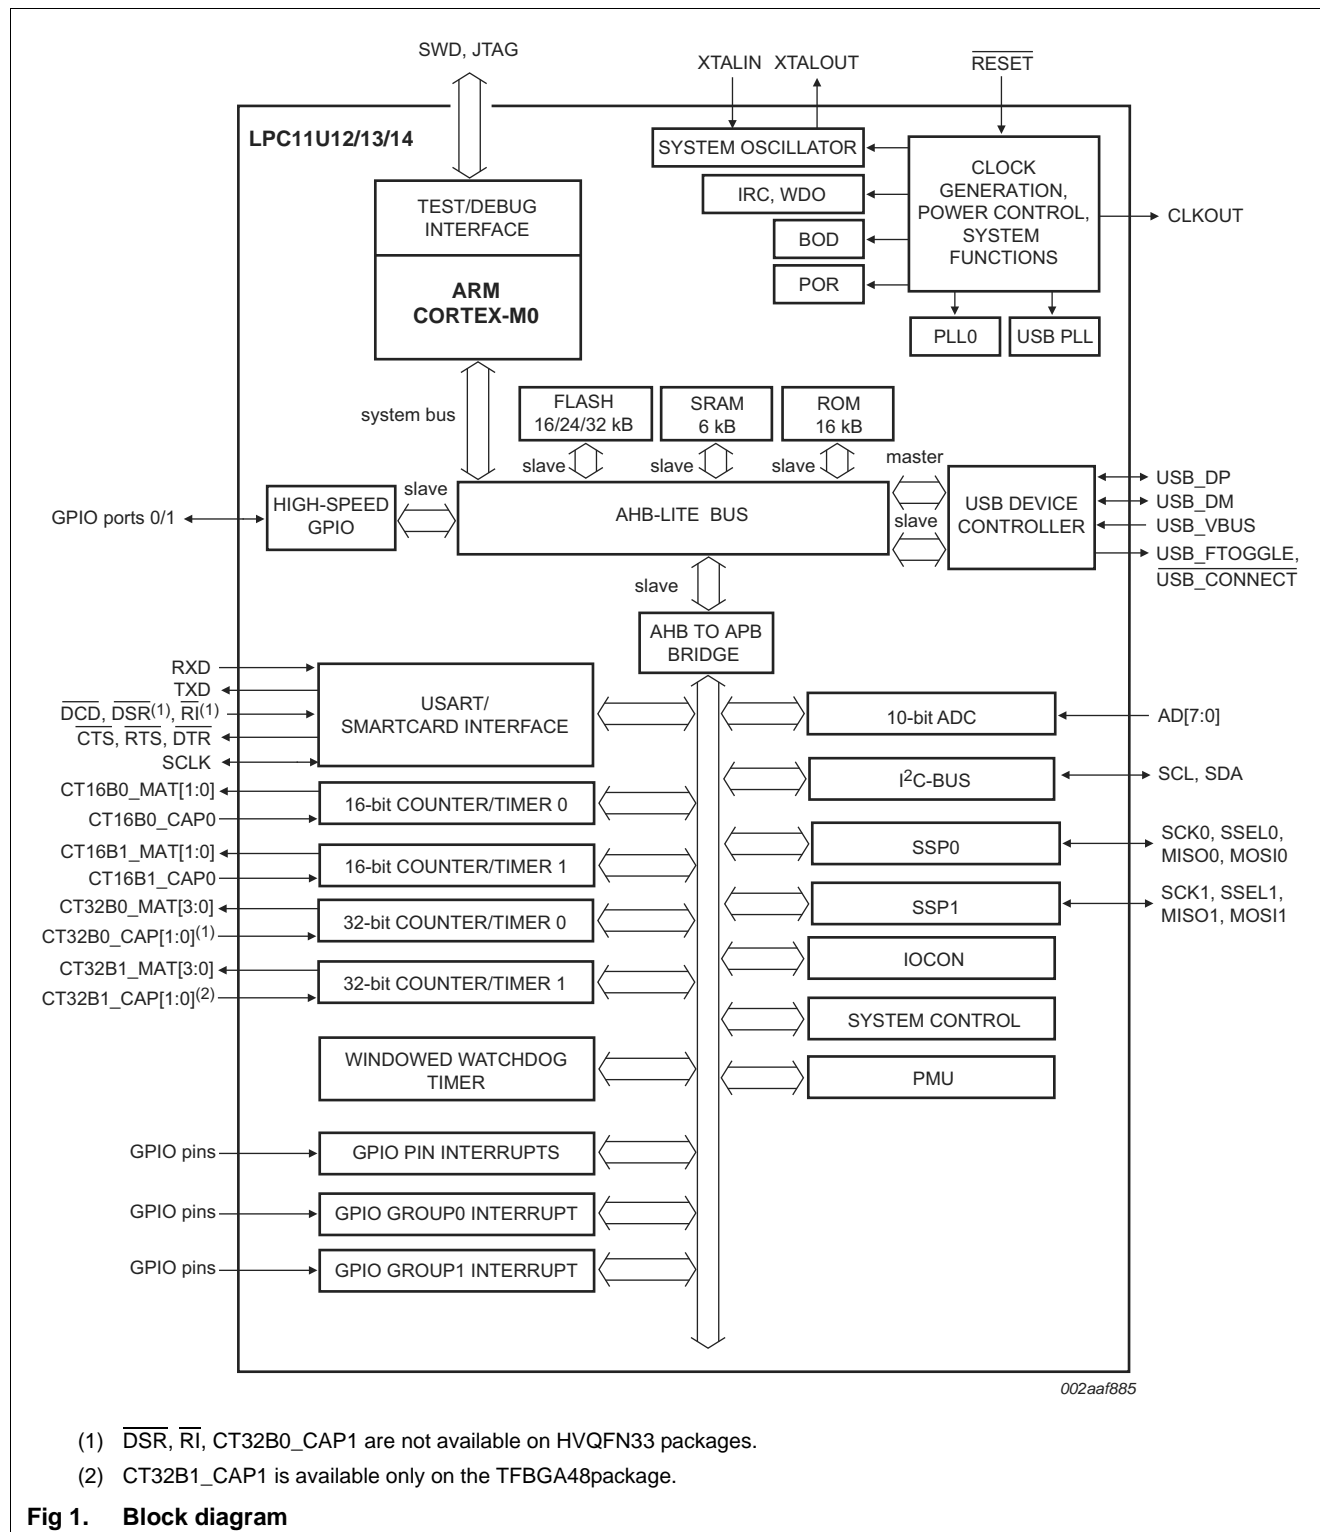 SWD, JTAG
XTALIN XTALOUT
RESET
LPC11U12/13/14
SYSTEM OSCILLATOR
CLOCK
GENERATION,
POWER CONTROL,
SYSTEM
FUNCTIONS
IRC, WDO
BOD
POR
CLKOUT
PLL0
USB PLL
TEST/DEBUG
INTERFACE
ARM
CORTEX-M0
system bus
FLASH
16/24/32 kB
SRAM
6 kB
ROM
16 kB
slave
slave
slave
master
slave
slave
GPIO ports 0/1
HIGH-SPEED
GPIO
AHB-LITE BUS
USB DEVICE
CONTROLLER
USB_DP
USB_DM
USB_VBUS
USB_FTOGGLE,
USB_CONNECT
slave
AHB TO APB
BRIDGE
RXD
TXD
DCD, DSR(1), RI(1)
CTS, RTS, DTR
SCLK
USART/
SMARTCARD INTERFACE
CT16B0_MAT[1:0]
CT16B0_CAP0
16-bit COUNTER/TIMER 0
CT16B1_MAT[1:0]
CT16B1_CAP0
16-bit COUNTER/TIMER 1
CT32B0_MAT[3:0]
CT32B0_CAP[1:0](1)
32-bit COUNTER/TIMER 0
CT32B1_MAT[3:0]
CT32B1_CAP[1:0](2)
32-bit COUNTER/TIMER 1
WINDOWED WATCHDOG
TIMER
GPIO pins
GPIO PIN INTERRUPTS
GPIO pins
GPIO GROUP0 INTERRUPT
GPIO pins
GPIO GROUP1 INTERRUPT
10-bit ADC
AD[7:0]
I2C-BUS
SCL, SDA
SSP0
SCK0, SSEL0,
MISO0, MOSI0
SSP1
SCK1, SSEL1,
MISO1, MOSI1
IOCON
SYSTEM CONTROL
PMU
002aaf885
(1) DSR, RI, CT32B0_CAP1 are not available on HVQFN33 packages.
(2) CT32B1_CAP1 is available only on the TFBGA48package.
Fig 1. Block diagram